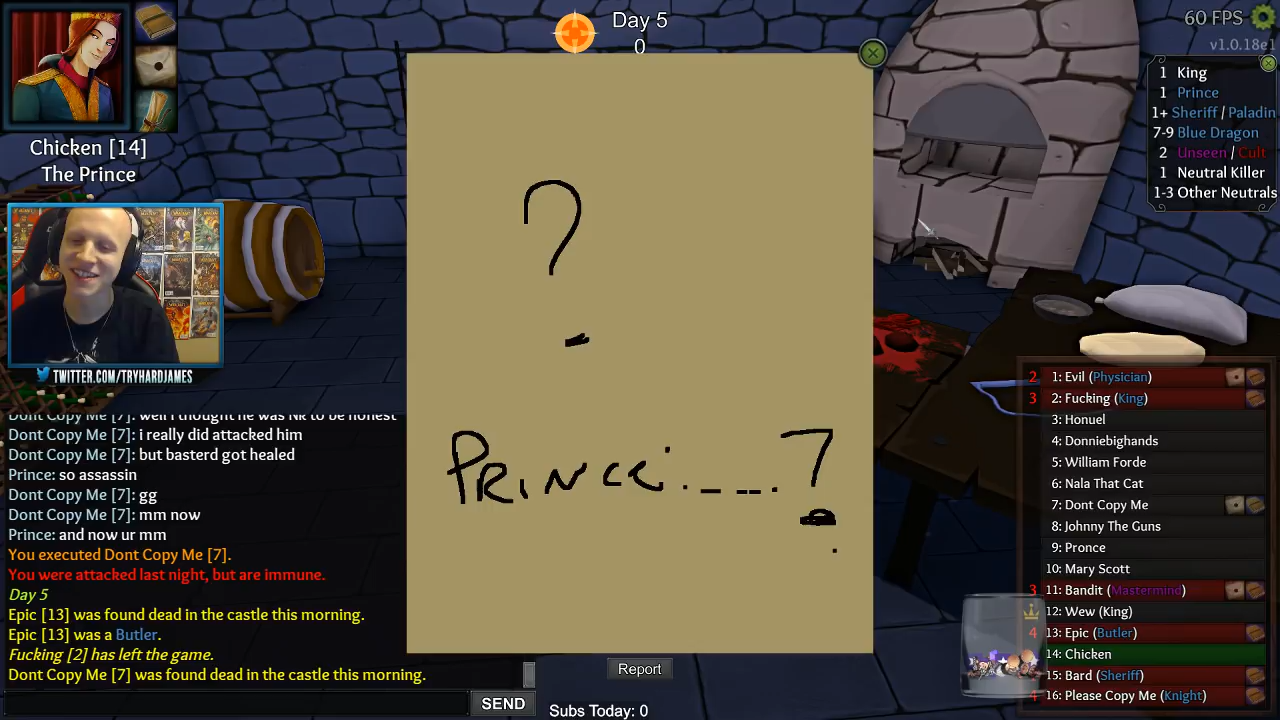 Day 5
0
60 FPS
v1.0.18e1
1 King
1 Prince
1+ Sheriff / Paladin
7-9 Blue Dragon
2 Unseen / Cult
1 Neutral Killer
1-3 Other Neutrals
Chicken [14]
The Prince
TWITTER.COM/TRYHARDJAMES
?
PRINCE....?
Dont Copy Me [7]: well i thought he was NK to be honest
Dont Copy Me [7]: i really did attacked him
Dont Copy Me [7]: but basterd got healed
Prince: so assassin
Dont Copy Me [7]: gg
Dont Copy Me [7]: mm now
Prince: and now ur mm
You executed Dont Copy Me [7].
You were attacked last night, but are immune.
Day 5
Epic [13] was found dead in the castle this morning.
Epic [13] was a Butler.
Fucking [2] has left the game.
Dont Copy Me [7] was found dead in the castle this morning.
SEND
Report
Subs Today: 0
2 1: Evil (Physician)
3 2: Fucking (King)
3: Honuel
4: Donniebighands
5: William Forde
6: Nala That Cat
7: Dont Copy Me
8: Johnny The Guns
9: Pronce
10: Mary Scott
3 11: Bandit (Mastermind)
12: Wew (King)
4 13: Epic (Butler)
14: Chicken
15: Bard (Sheriff)
16: Please Copy Me (Knight)